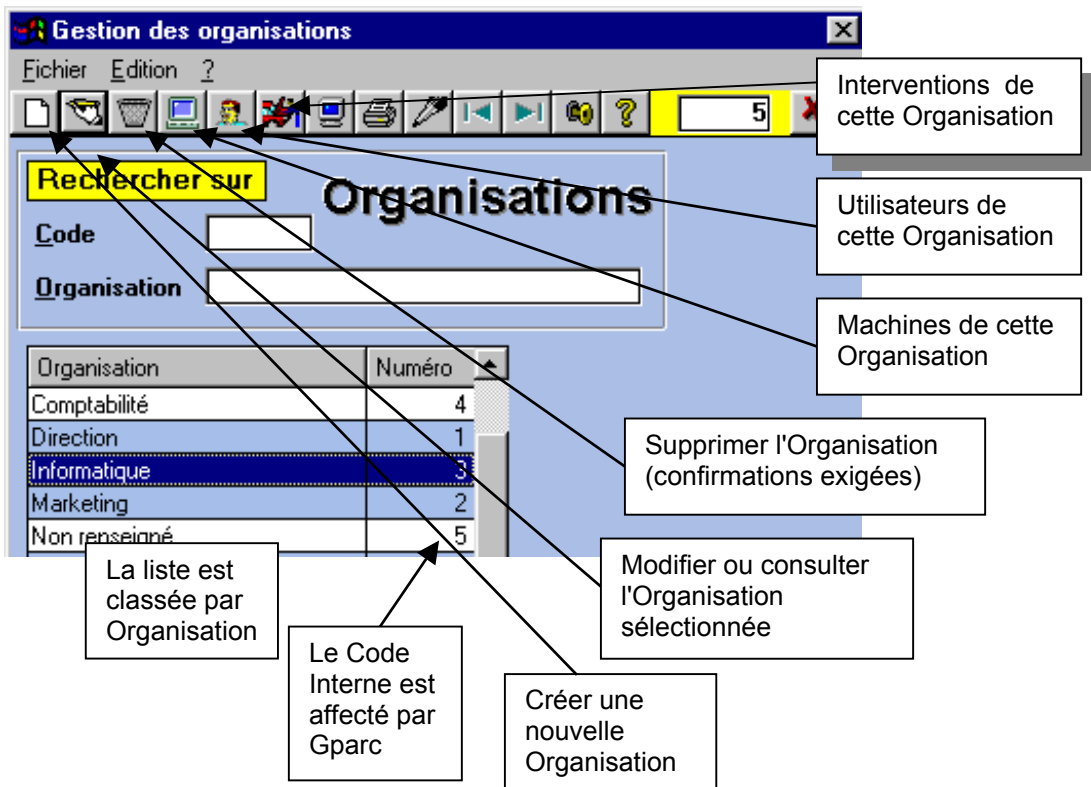 Gestion des organisations
Fichier Edition ?
5
Rechercher sur
Organisations
Code
Organisation
Organisation Numéro
Comptabilité 4
Direction 1
Informatique 3
Marketing 2
Non renseigné 5
Interventions de
cette Organisation
Utilisateurs de
cette Organisation
Machines de cette
Organisation
Supprimer l'Organisation
(confirmations exigées)
Modifier ou consulter
l'Organisation
sélectionnée
La liste est
classée par
Organisation
Le Code
Interne est
affecté par
Gparc
Créer une
nouvelle
Organisation